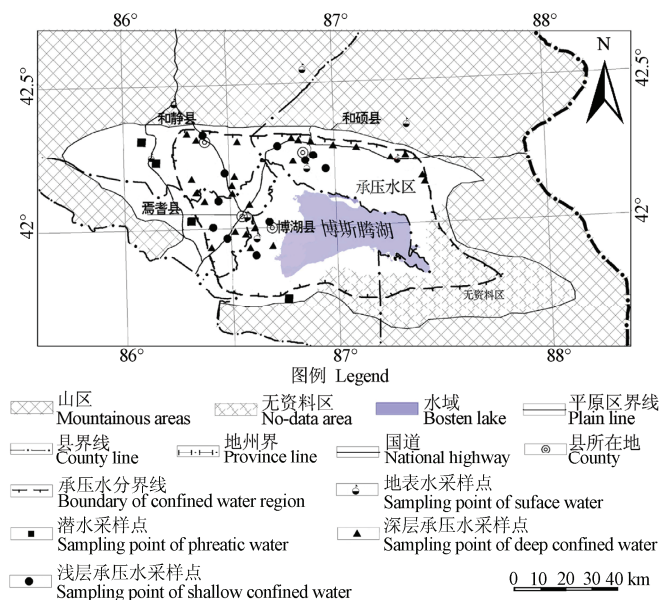 86°
87°
88°
N
42.5°
42.5°
和静县
和硕县
承压水区
焉耆县
42°
42°
博湖县
博斯腾湖
无资料区
86°
87°
88°
图例 Legend
山区
Mountainous areas
无资料区
No-data area
水域
Bosten lake
平原区界线
Plain line
县界线
County line
地州界
Province line
国道
National highway
县所在地
County
承压水分界线
Boundary of confined water region
地表水采样点
Sampling point of suface water
潜水采样点
Sampling point of phreatic water
深层承压水采样点
Sampling point of deep confined water
浅层承压水采样点
Sampling point of shallow confined water
0 10 20 30 40 km